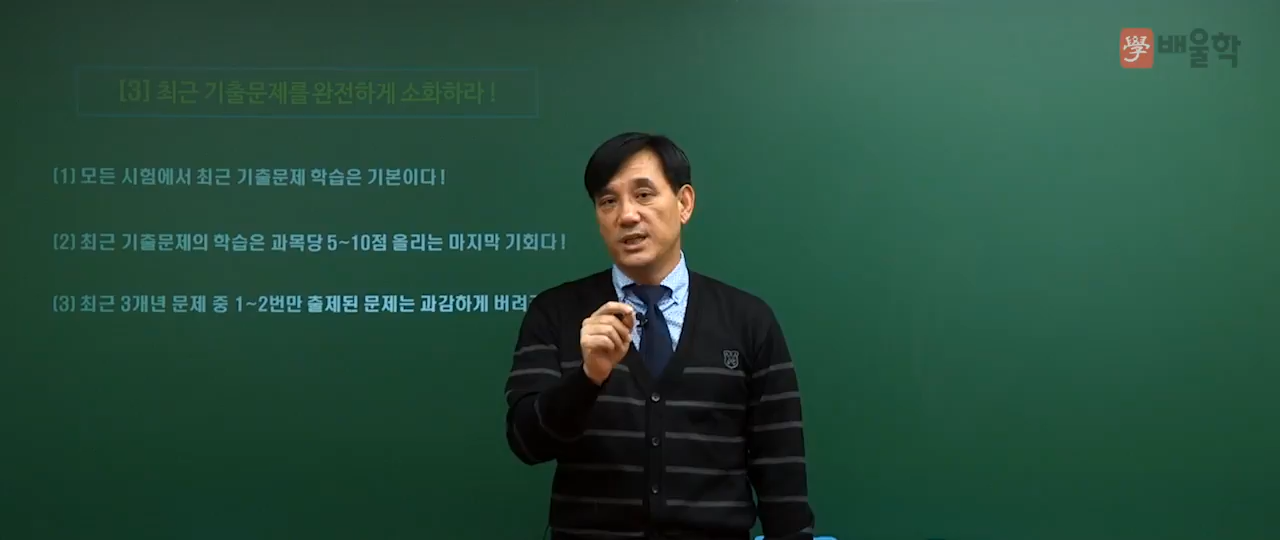 學 배울학
[3] 최근 기출문제를 완전하게 소화하라 !
(1) 모든 시험에서 최근 기출문제 학습은 기본이다 !
(2) 최근 기출문제의 학습은 과목당 5~10점 올리는 마지막 기회다 !
(3) 최근 3개년 문제 중 1~2번만 출제된 문제는 과감하게